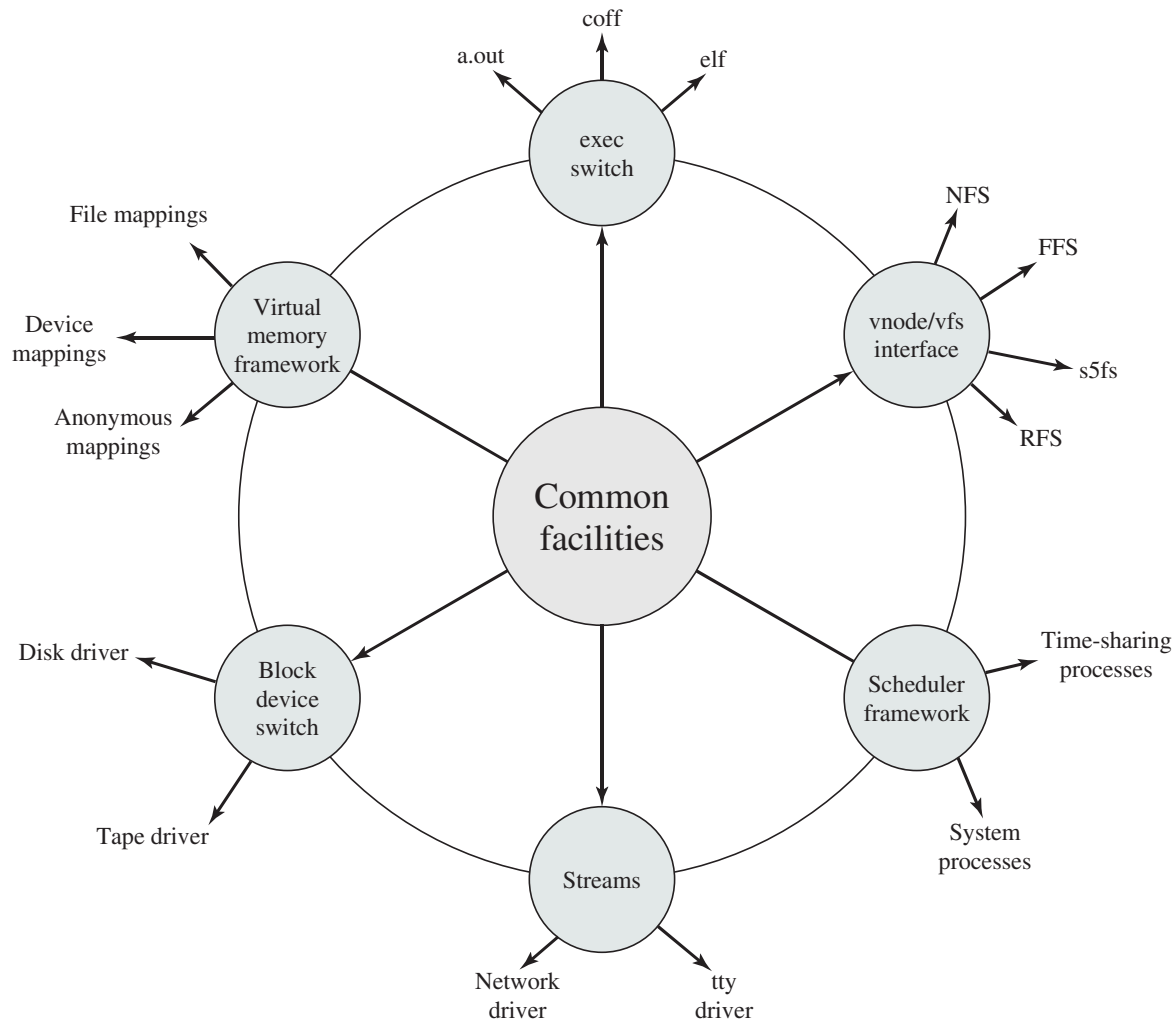 coff
a.out
elf
exec
switch
File mappings
NFS
FFS
Virtual
memory
framework
vnode/vfs
interface
Device
mappings
s5fs
Anonymous
mappings
RFS
Common
facilities
Disk driver
Block
device
switch
Scheduler
framework
Time-sharing
processes
Tape driver
System
processes
Streams
Network
driver
tty
driver